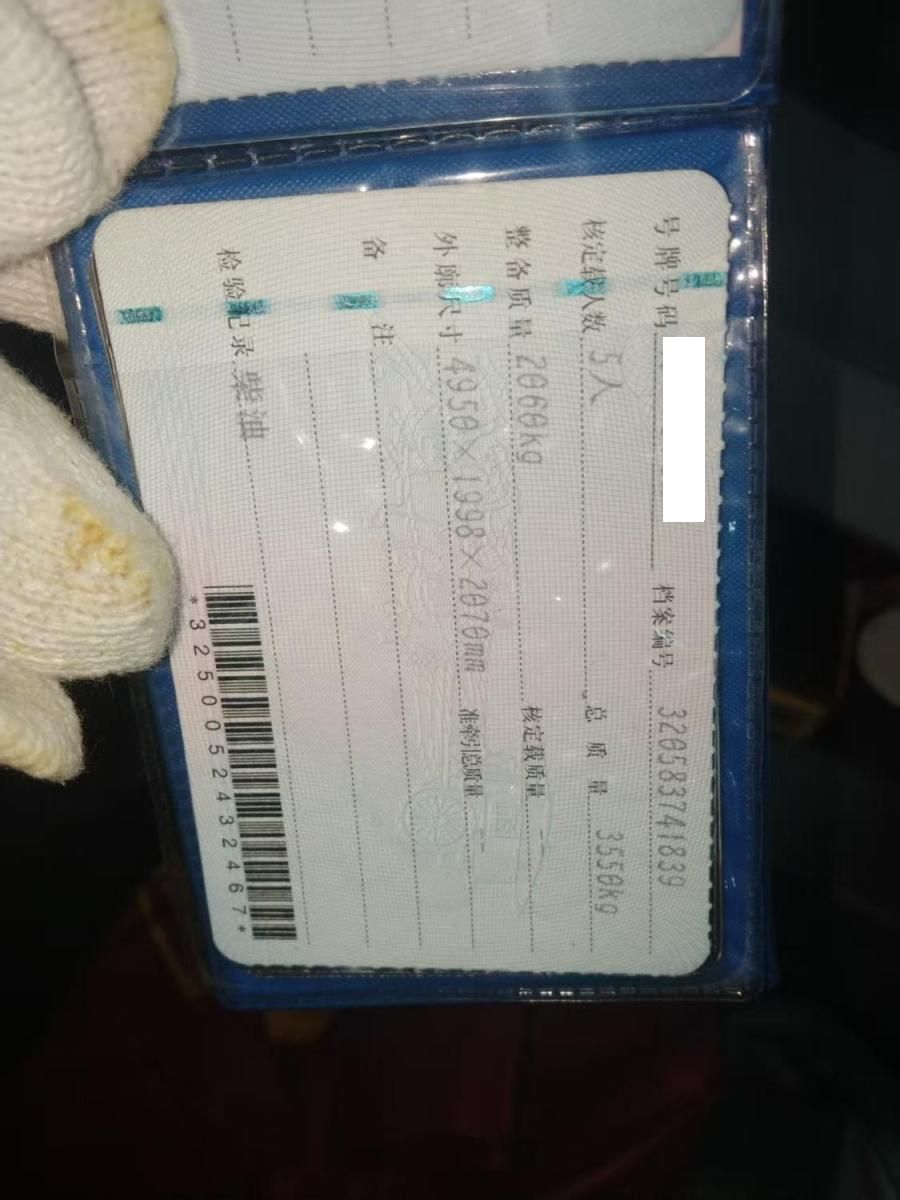 号牌号码 档案编号 320583741839
核定载人数 5人 总质量 3550kg
整备质量 2060kg 核定载质量 --
外廓尺寸 4950×1998×2070mm 准牵引总质量 --
备注
检验记录 柴油
*3250052432467*